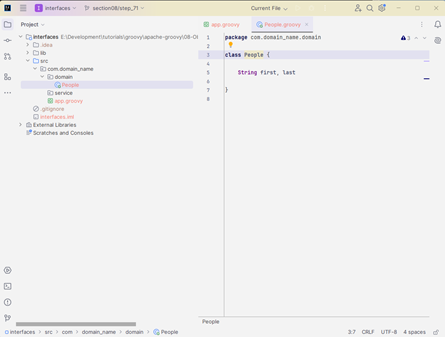 interfaces
section08/step_71
Current File
Project
app.groovy
People.groovy
interfaces E:\Development\tutorials\groovy\apache-groovy\08-OI
.idea
lib
src
com.domain_name
domain
People
service
app.groovy
.gitignore
interfaces.iml
External Libraries
Scratches and Consoles
1 package com.domain_name.domain
2
3 class People {
4
5 String first, last
6
7 }
8
3
People
interfaces > src > com > domain_name > domain > People
3:7 CRLF UTF-8 4 spaces